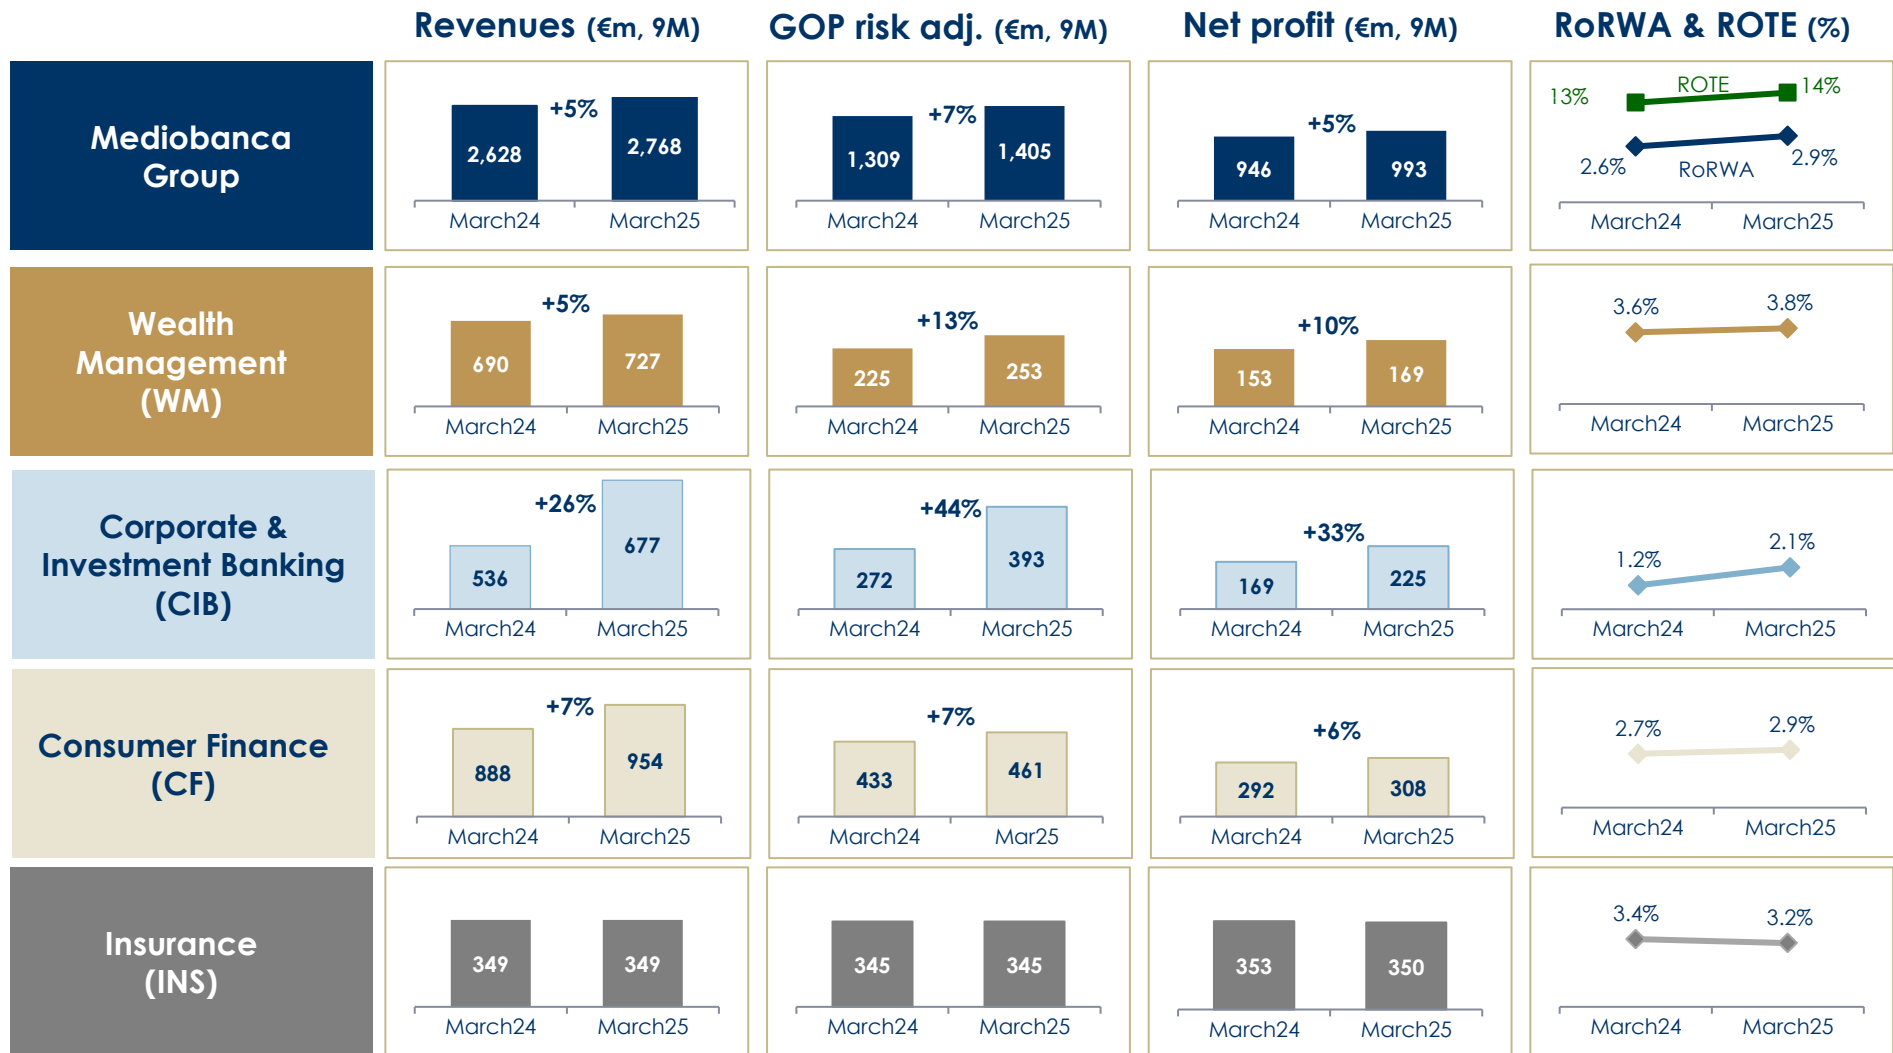 Revenues (€m, 9M)
GOP risk adj. (€m, 9M)
Net profit (€m, 9M)
RoRWA & ROTE (%)
Mediobanca
Group
+5%
2,628
2,768
March24
March25
+7%
1,309
1,405
March24
March25
+5%
946
993
March24
March25
13%
ROTE
14%
2.6%
RoRWA
2.9%
March24
March25
Wealth
Management
(WM)
+5%
690
727
March24
March25
+13%
225
253
March24
March25
+10%
153
169
March24
March25
3.6%
3.8%
March24
March25
Corporate &
Investment Banking
(CIB)
+26%
536
677
March24
March25
+44%
272
393
March24
March25
+33%
169
225
March24
March25
1.2%
2.1%
March24
March25
Consumer Finance
(CF)
+7%
888
954
March24
March25
+7%
433
461
March24
Mar25
+6%
292
308
March24
March25
2.7%
2.9%
March24
March25
Insurance
(INS)
349
349
March24
March25
345
345
March24
March25
353
350
March24
March25
3.4%
3.2%
March24
March25